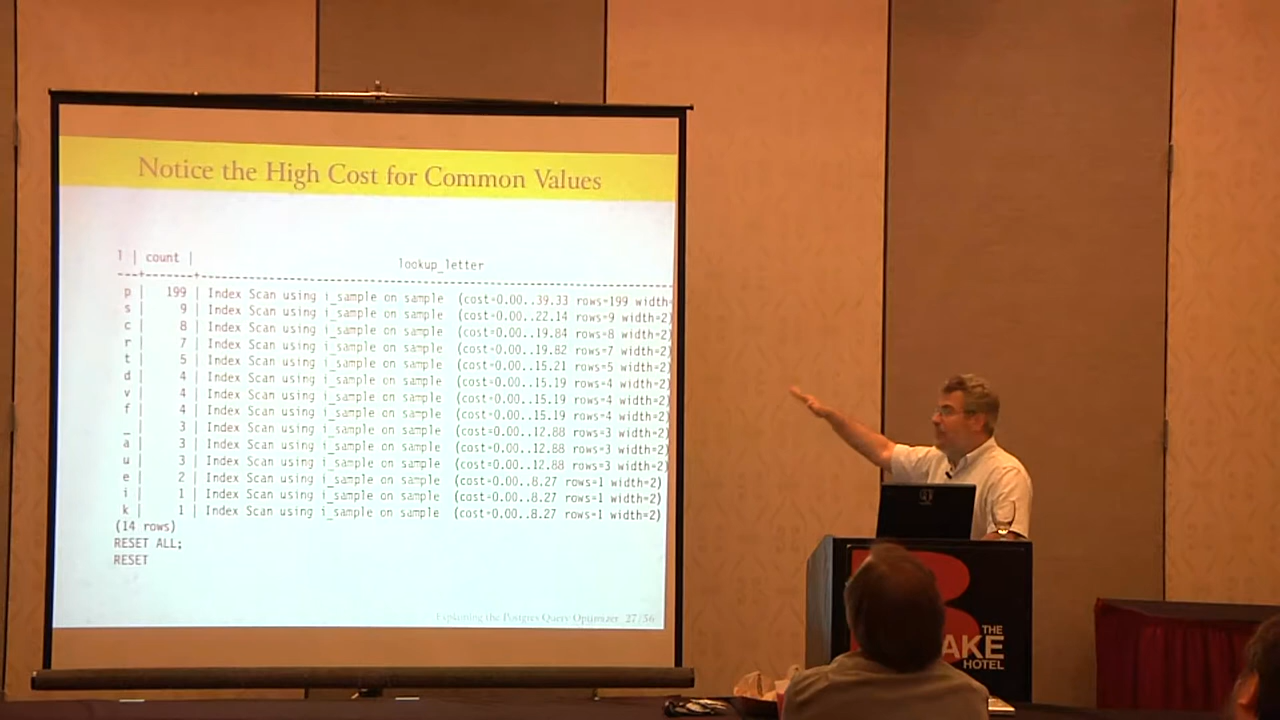 Notice the High Cost for Common Values
l | count | lookup_letter
---+-------+-----------------------------------------------------------------------
p | 199 | Index Scan using i_sample on sample (cost=0.00..39.33 rows=199 width=
s | 9 | Index Scan using i_sample on sample (cost=0.00..22.14 rows=9 width=2)
c | 8 | Index Scan using i_sample on sample (cost=0.00..19.84 rows=8 width=2)
r | 7 | Index Scan using i_sample on sample (cost=0.00..19.82 rows=7 width=2)
t | 5 | Index Scan using i_sample on sample (cost=0.00..15.21 rows=5 width=2)
d | 4 | Index Scan using i_sample on sample (cost=0.00..15.19 rows=4 width=2)
v | 4 | Index Scan using i_sample on sample (cost=0.00..15.19 rows=4 width=2)
f | 4 | Index Scan using i_sample on sample (cost=0.00..15.19 rows=4 width=2)
_ | 3 | Index Scan using i_sample on sample (cost=0.00..12.88 rows=3 width=2)
a | 3 | Index Scan using i_sample on sample (cost=0.00..12.88 rows=3 width=2)
u | 3 | Index Scan using i_sample on sample (cost=0.00..12.88 rows=3 width=2)
e | 2 | Index Scan using i_sample on sample (cost=0.00..8.27 rows=1 width=2)
i | 1 | Index Scan using i_sample on sample (cost=0.00..8.27 rows=1 width=2)
k | 1 | Index Scan using i_sample on sample (cost=0.00..8.27 rows=1 width=2)
(14 rows)
RESET ALL;
RESET
Explaining the Postgres Query Optimizer 27/56
THE
AKE
HOTEL